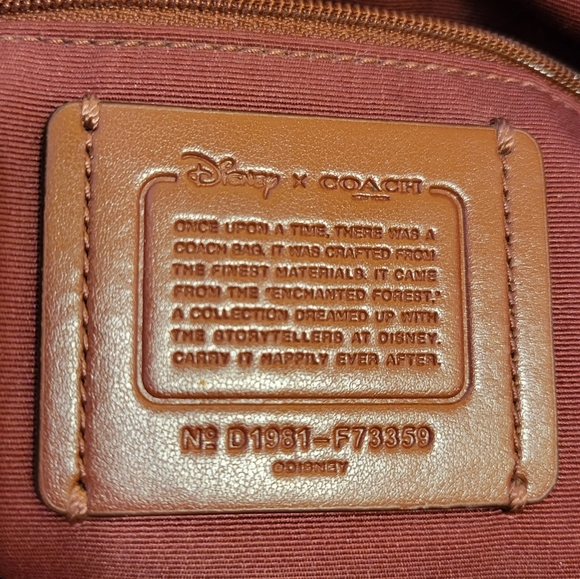 Disney x COACH
ONCE UPON A TIME, THERE WAS A
COACH BAG. IT WAS CRAFTED FROM
THE FINEST MATERIALS. IT CAME
FROM THE "ENCHANTED FOREST,"
A COLLECTION DREAMED UP WITH
THE STORYTELLERS AT DISNEY.
CARRY IT HAPPILY EVER AFTER.
Nº D1981-F73359
©DISNEY